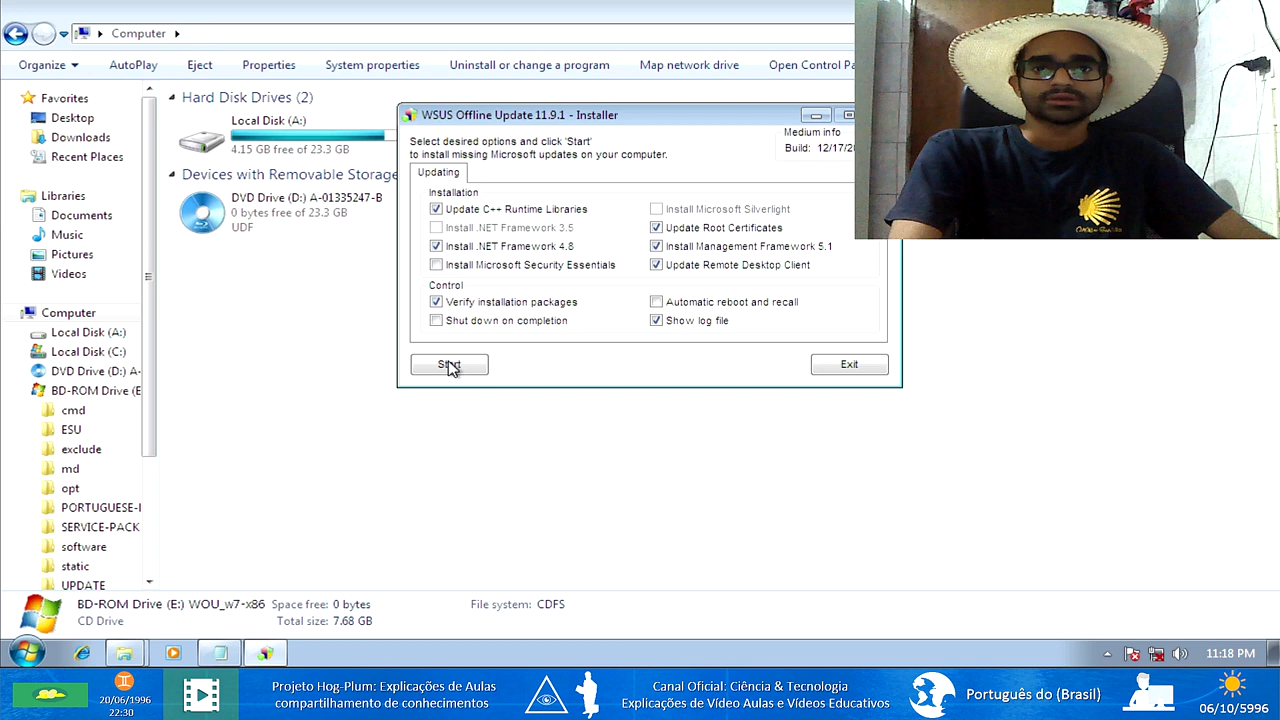 Computer
Organize
AutoPlay
Eject
Properties
System properties
Uninstall or change a program
Map network drive
Open Control Pa
Favorites
Desktop
Downloads
Recent Places
Libraries
Documents
Music
Pictures
Videos
Computer
Local Disk (A:)
Local Disk (C:)
DVD Drive (D:) A-
BD-ROM Drive (E
cmd
ESU
exclude
md
opt
PORTUGUESE-I
SERVICE-PACK
software
static
UPDATE
Hard Disk Drives (2)
Local Disk (A:)
4.15 GB free of 23.3 GB
Devices with Removable Storage
DVD Drive (D:) A-01335247-B
0 bytes free of 23.3 GB
UDF
WSUS Offline Update 11.9.1 - Installer
Select desired options and click 'Start'
to install missing Microsoft updates on your computer.
Medium info
Build: 12/17/20
Updating
Installation
Update C++ Runtime Libraries
Install .NET Framework 3.5
Install .NET Framework 4.8
Install Microsoft Security Essentials
Install Microsoft Silverlight
Update Root Certificates
Install Management Framework 5.1
Update Remote Desktop Client
Control
Verify installation packages
Shut down on completion
Automatic reboot and recall
Show log file
Start
Exit
BD-ROM Drive (E:) WOU_w7-x86
CD Drive
Space free: 0 bytes
Total size: 7.68 GB
File system: CDFS
11:18 PM
20/06/1996
22:30
Projeto Hog-Plum: Explicações de Aulas
compartilhamento de conhecimentos
Canal Oficial: Ciência & Tecnologia
Explicações de Vídeo Aulas e Vídeos Educativos
Português do (Brasil)
06/10/5996